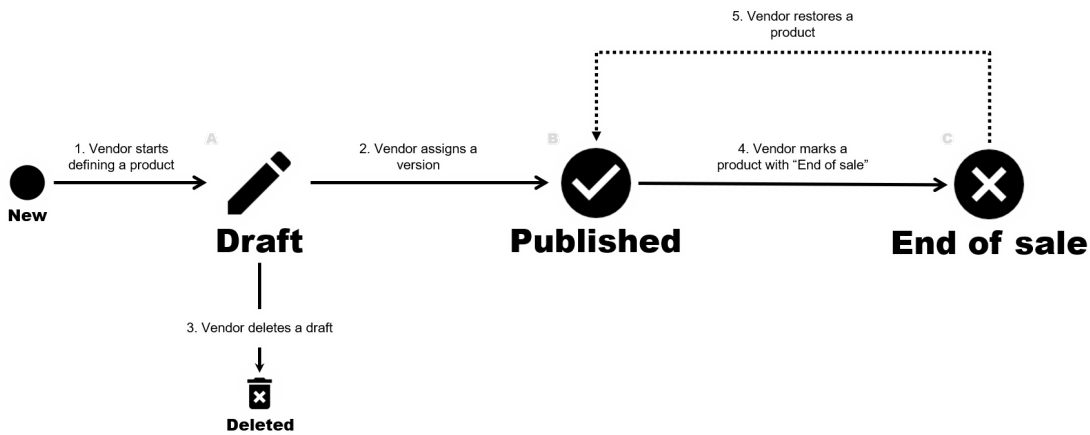 5. Vendor restores a
product
A
B
C
1. Vendor starts
defining a product
2. Vendor assigns a
version
4. Vendor marks a
product with “End of sale”
New
Draft
Published
End of sale
3. Vendor deletes a draft
Deleted